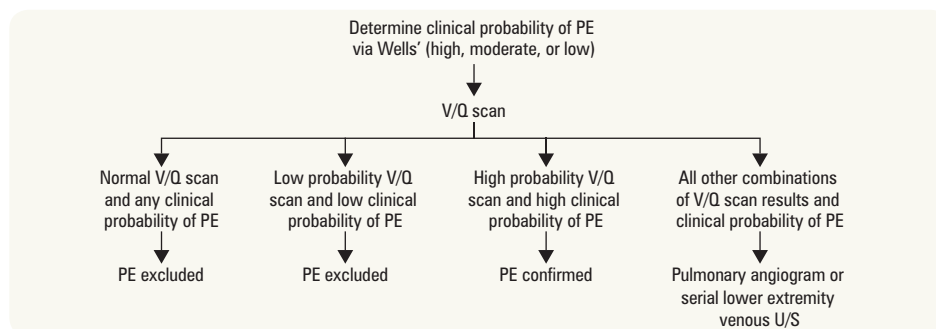 Determine clinical probability of PE
via Wells’ (high, moderate, or low)
V/Q scan
Normal V/Q scan
and any clinical
probability of PE
Low probability V/Q
scan and low clinical
probability of PE
High probability V/Q
scan and high clinical
probability of PE
All other combinations
of V/Q scan results and
clinical probability of PE
PE excluded
PE excluded
PE confirmed
Pulmonary angiogram or
serial lower extremity
venous U/S